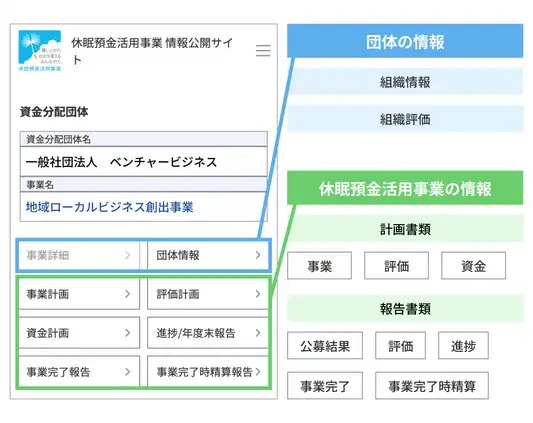 休眠預金活用事業 情報公開サイ
ト
休眠預金活用事業
資金分配団体
資金分配団体名
一般社団法人　ベンチャービジネス
事業名
地域ローカルビジネス創出事業
事業詳細
団体情報
事業計画
評価計画
資金計画
進捗/年度末報告
事業完了報告
事業完了時精算報告
団体の情報
組織情報
組織評価
休眠預金活用事業の情報
計画書類
事業
評価
資金
報告書類
公募結果
評価
進捗
事業完了
事業完了時精算